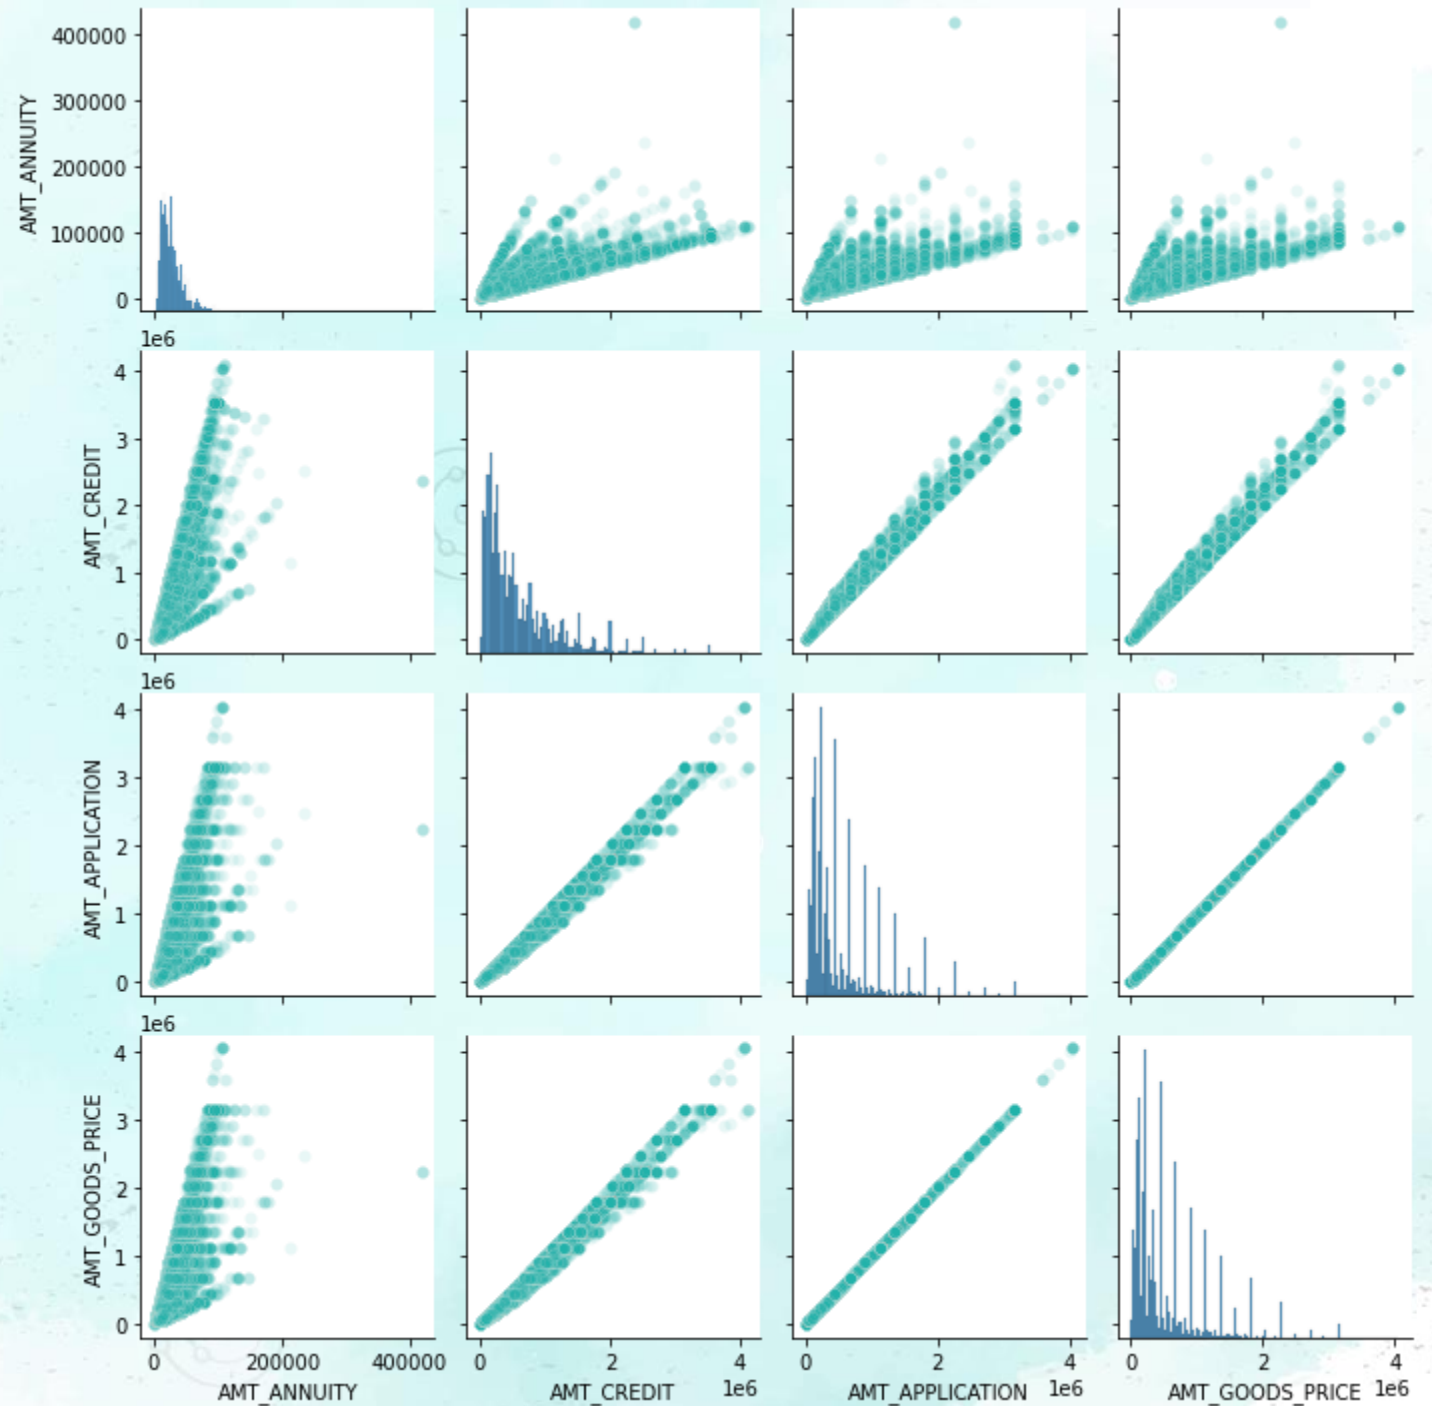 400000
300000
200000
100000
0
AMT_ANNUITY
1e6
4
3
2
1
0
AMT_CREDIT
1e6
4
3
2
1
0
AMT_APPLICATION
1e6
4
3
2
1
0
AMT_GOODS_PRICE
0 200000 400000
0 2 4
0 2 4
0 2 4
AMT_ANNUITY
AMT_CREDIT 1e6
AMT_APPLICATION 1e6
AMT_GOODS_PRICE 1e6